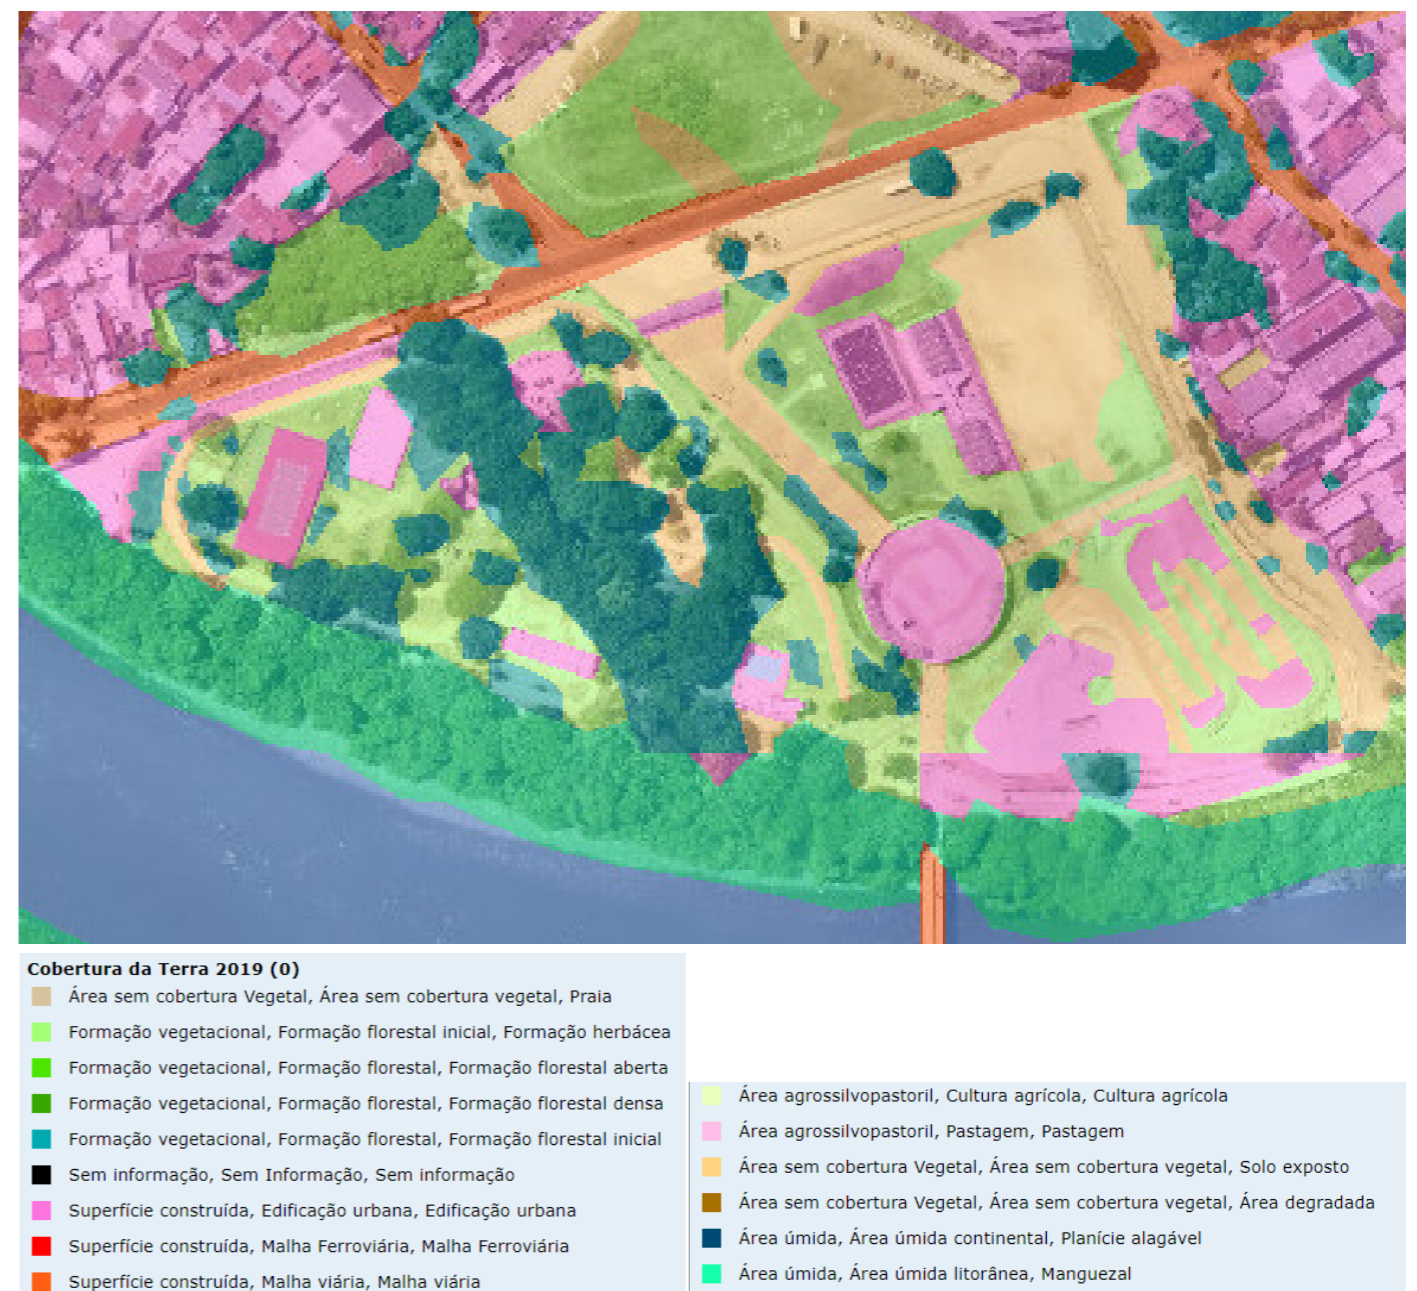 Cobertura da Terra 2019 (0)
Área sem cobertura Vegetal, Área sem cobertura vegetal, Praia
Formação vegetacional, Formação florestal inicial, Formação herbácea
Formação vegetacional, Formação florestal, Formação florestal aberta
Formação vegetacional, Formação florestal, Formação florestal densa
Formação vegetacional, Formação florestal, Formação florestal inicial
Sem informação, Sem Informação, Sem informação
Superfície construída, Edificação urbana, Edificação urbana
Superfície construída, Malha Ferroviária, Malha Ferroviária
Superfície construída, Malha viária, Malha viária
Área agrossilvopastoril, Cultura agrícola, Cultura agrícola
Área agrossilvopastoril, Pastagem, Pastagem
Área sem cobertura Vegetal, Área sem cobertura vegetal, Solo exposto
Área sem cobertura Vegetal, Área sem cobertura vegetal, Área degradada
Área úmida, Área úmida continental, Planície alagável
Área úmida, Área úmida litorânea, Manguezal